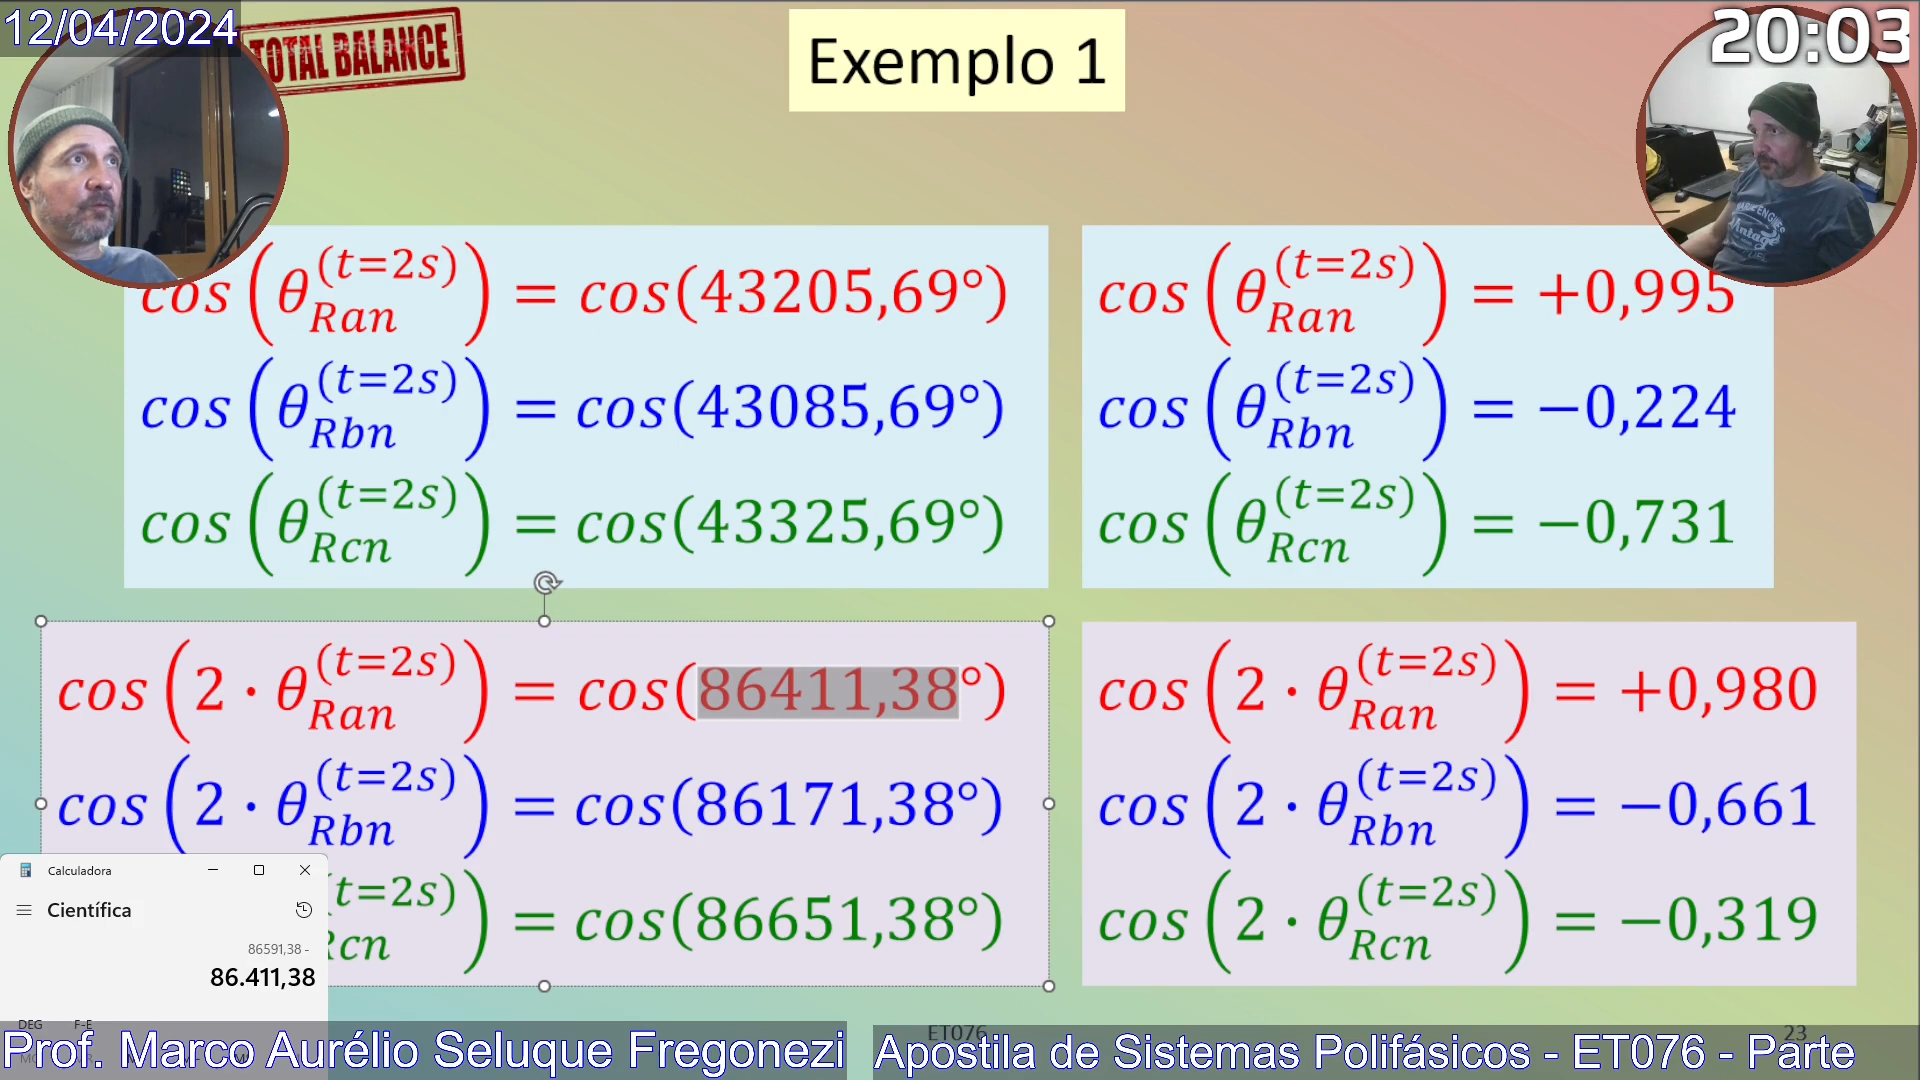 12/04/2024
TOTAL BALANCE
Exemplo 1
20:03
cos(θ_Ran^(t=2s)) = cos(43205,69°)
cos(θ_Rbn^(t=2s)) = cos(43085,69°)
cos(θ_Rcn^(t=2s)) = cos(43325,69°)
cos(θ_Ran^(t=2s)) = +0,995
cos(θ_Rbn^(t=2s)) = −0,224
cos(θ_Rcn^(t=2s)) = −0,731
cos(2·θ_Ran^(t=2s)) = cos(86411,38°)
cos(2·θ_Rbn^(t=2s)) = cos(86171,38°)
(t=2s)) = cos(86651,38°)
cos(2·θ_Ran^(t=2s)) = +0,980
cos(2·θ_Rbn^(t=2s)) = −0,661
cos(2·θ_Rcn^(t=2s)) = −0,319
Calculadora
Científica
86591,38 -
86.411,38
DEG F-E
ET076
23
Prof. Marco Aurélio Seluque Fregonezi
Apostila de Sistemas Polifásicos - ET076 - Parte